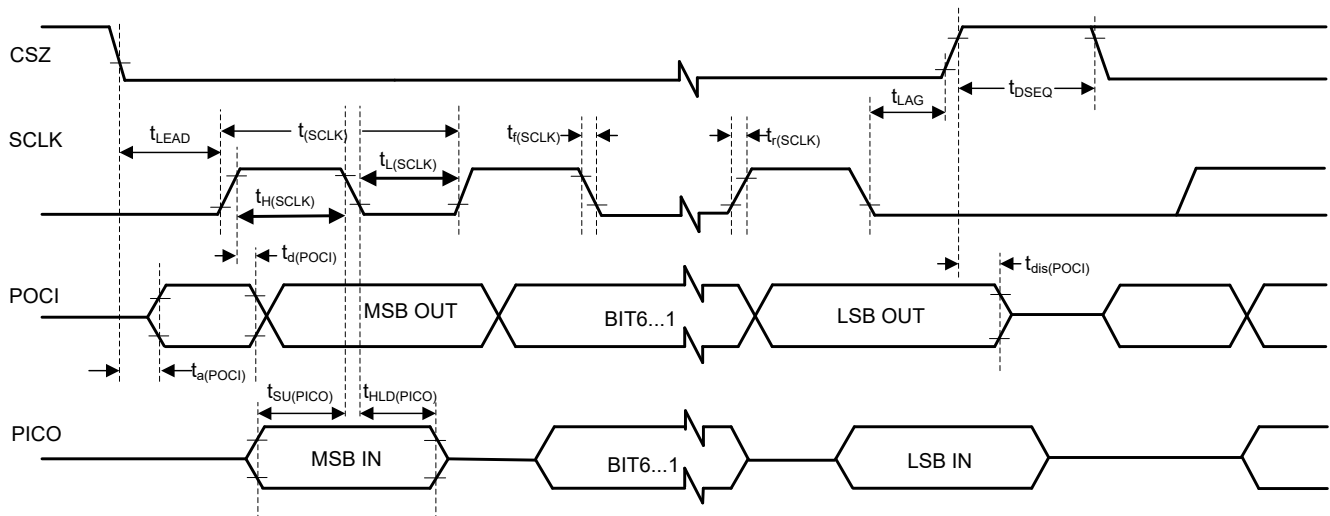 CSZ
tLAG
tDSEQ
SCLK
tLEAD
t(SCLK)
tf(SCLK)
tr(SCLK)
tL(SCLK)
tH(SCLK)
td(POCI)
tdis(POCI)
POCI
MSB OUT
BIT6...1
LSB OUT
ta(POCI)
tSU(PICO)
tHLD(PICO)
PICO
MSB IN
BIT6...1
LSB IN